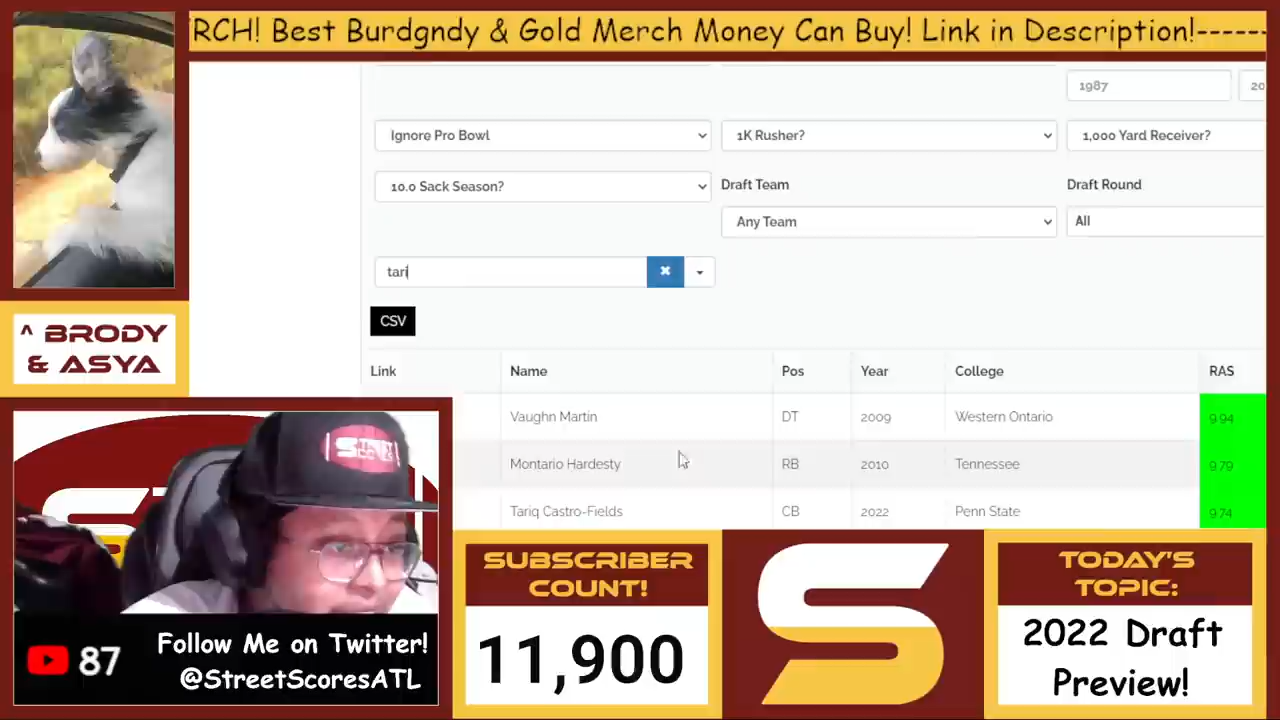 RCH! Best Burdgndy & Gold Merch Money Can Buy! Link in Description!------
1987
20
Ignore Pro Bowl
1K Rusher?
1,000 Yard Receiver?
10.0 Sack Season?
Draft Team
Draft Round
Any Team
All
tari
CSV
Link Name Pos Year College RAS
Vaughn Martin DT 2009 Western Ontario 9.94
Montario Hardesty RB 2010 Tennessee 9.79
Tariq Castro-Fields CB 2022 Penn State 9.74
^ BRODY
& ASYA
Follow Me on Twitter!
@StreetScoresATL
87
SUBSCRIBER
COUNT!
11,900
S
TODAY'S
TOPIC:
2022 Draft
Preview!